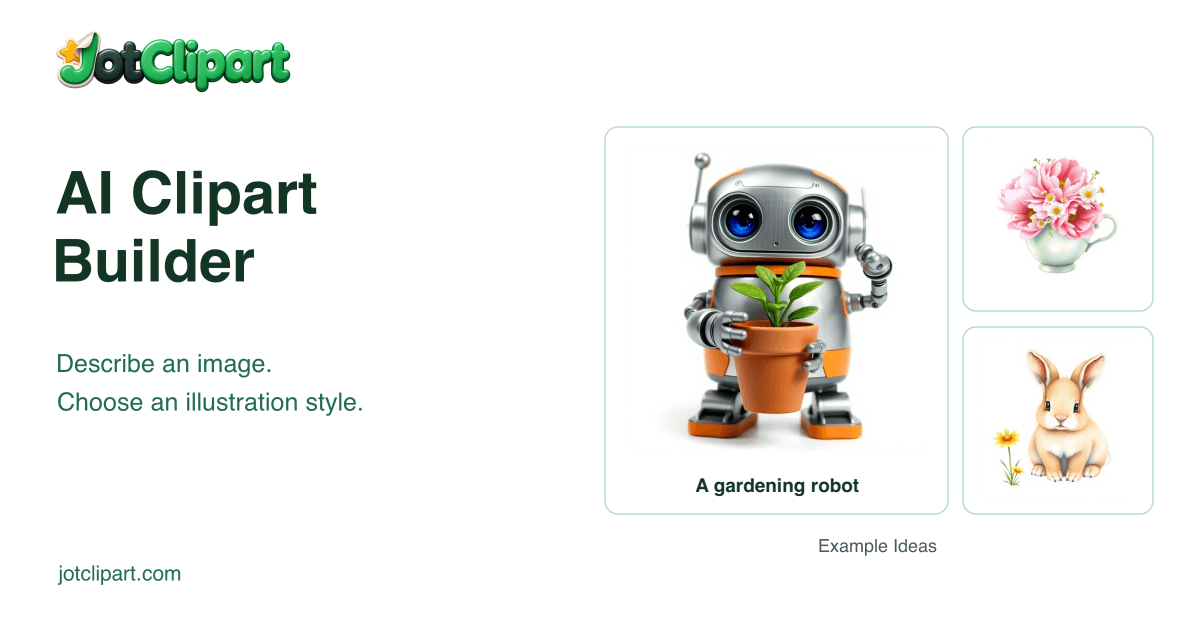 JotClipart
AI Clipart
Builder
Describe an image.
Choose an illustration style.
jotclipart.com
A gardening robot
Example Ideas